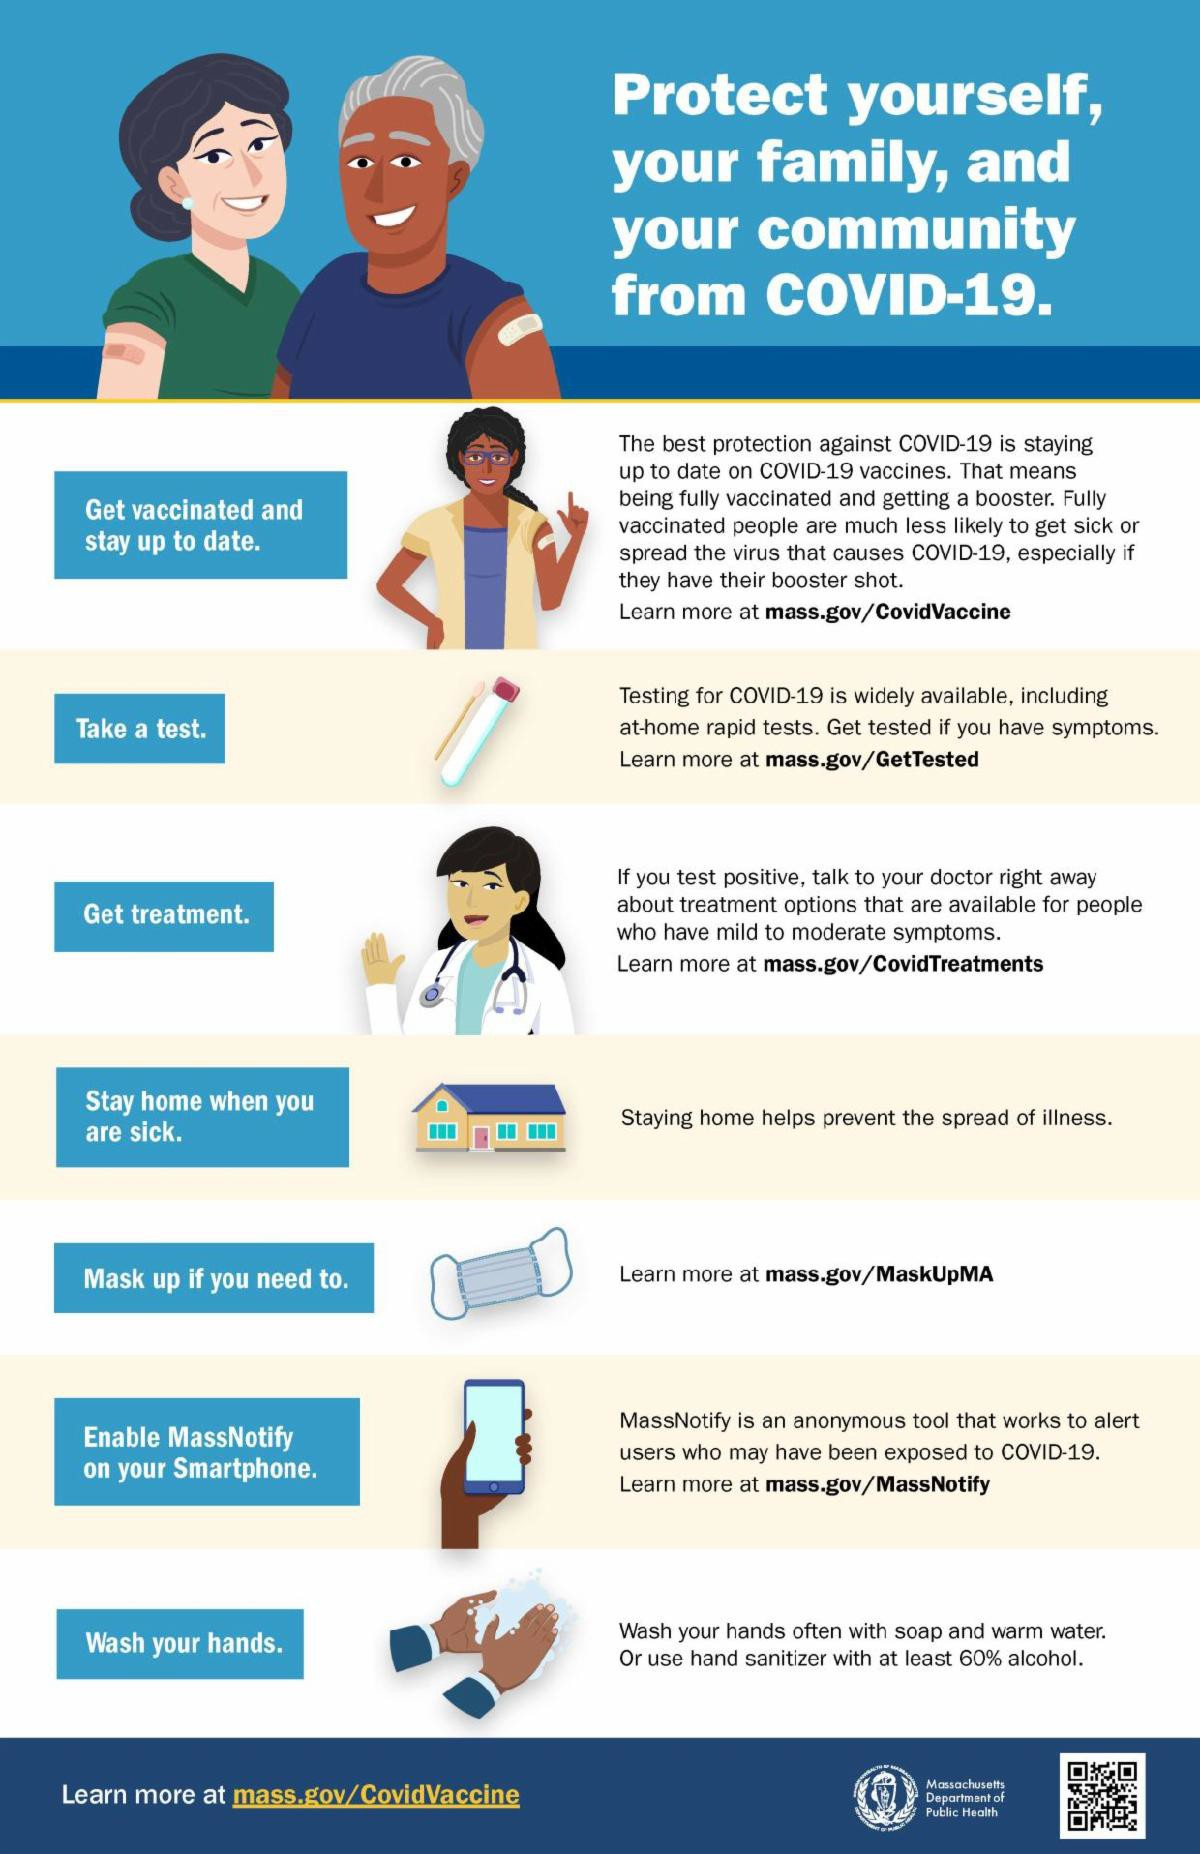 Protect yourself,
your family, and
your community
from COVID-19.
Get vaccinated and
stay up to date.
The best protection against COVID-19 is staying
up to date on COVID-19 vaccines. That means
being fully vaccinated and getting a booster. Fully
vaccinated people are much less likely to get sick or
spread the virus that causes COVID-19, especially if
they have their booster shot.
Learn more at mass.gov/CovidVaccine
Take a test.
Testing for COVID-19 is widely available, including
at-home rapid tests. Get tested if you have symptoms.
Learn more at mass.gov/GetTested
Get treatment.
If you test positive, talk to your doctor right away
about treatment options that are available for people
who have mild to moderate symptoms.
Learn more at mass.gov/CovidTreatments
Stay home when you
are sick.
Staying home helps prevent the spread of illness.
Mask up if you need to.
Learn more at mass.gov/MaskUpMA
Enable MassNotify
on your Smartphone.
MassNotify is an anonymous tool that works to alert
users who may have been exposed to COVID-19.
Learn more at mass.gov/MassNotify
Wash your hands.
Wash your hands often with soap and warm water.
Or use hand sanitizer with at least 60% alcohol.
Learn more at mass.gov/CovidVaccine
Massachusetts
Department of
Public Health